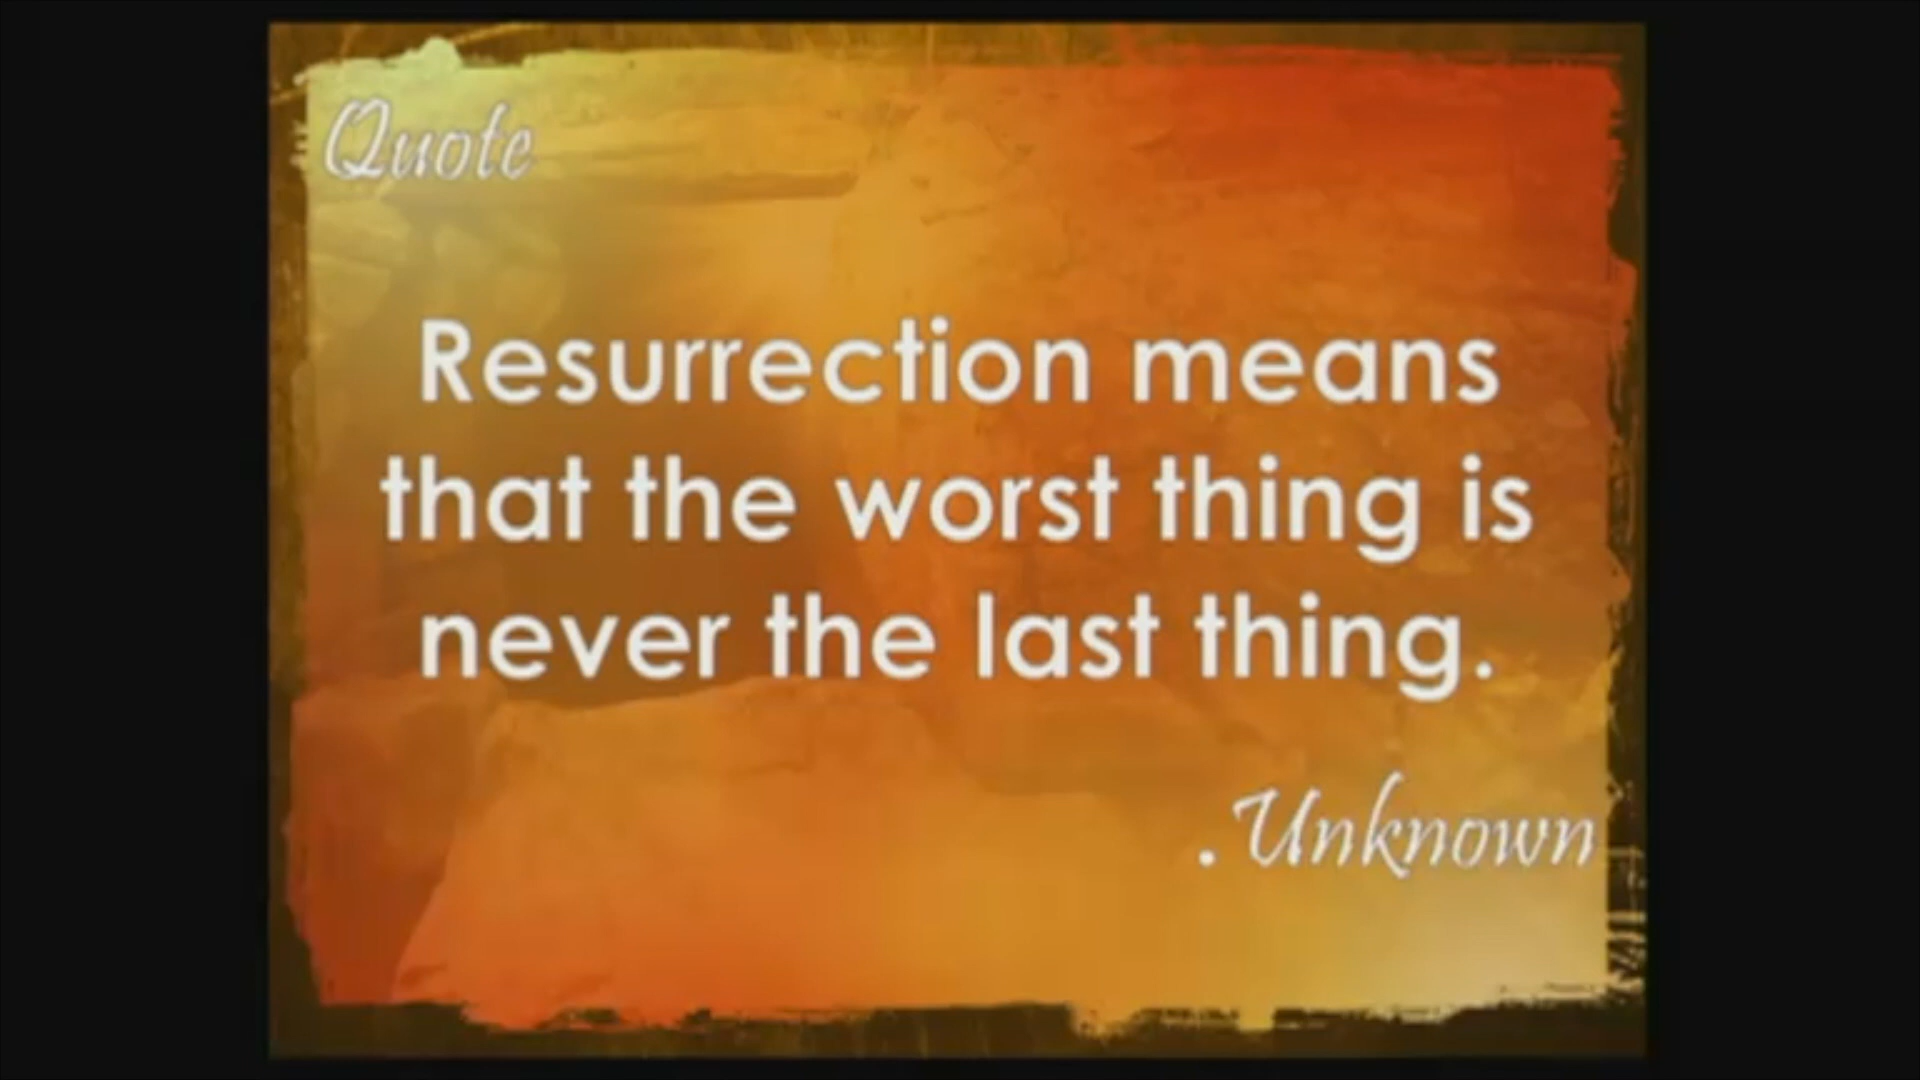 Quote
Resurrection means
that the worst thing is
never the last thing.
. Unknown